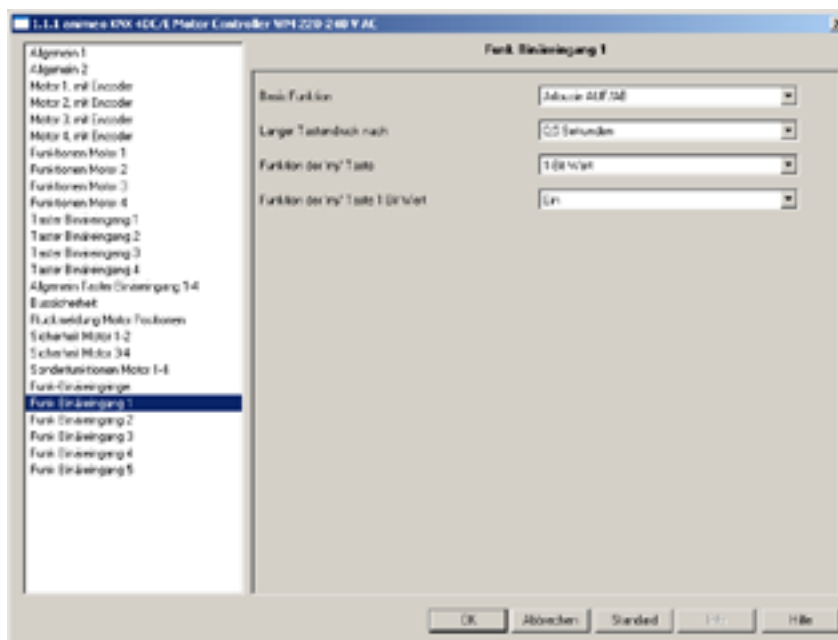 1.1.1 animeo KNX 4DC/E Motor Controller WM 220-240 V AC
Allgemein 1
Allgemein 2
Motor 1, mit Encoder
Motor 2, mit Encoder
Motor 3, mit Encoder
Motor 4, mit Encoder
Funktionen Motor 1
Funktionen Motor 2
Funktionen Motor 3
Funktionen Motor 4
Taster Binäreingang 1
Taster Binäreingang 2
Taster Binäreingang 3
Taster Binäreingang 4
Allgemein Taster Binäreingang 1-4
Bussicherheit
Rückmeldung Motor Positionen
Sicherheit Motor 1-2
Sicherheit Motor 3-4
Sonderfunktionen Motor 1-4
Funk-Binäreingänge
Funk Binäreingang 1
Funk Binäreingang 2
Funk Binäreingang 3
Funk Binäreingang 4
Funk Binäreingang 5
Funk Binäreingang 1
Basis Funktion
Jalousie AUF/AB
Langer Tastendruck nach
0,5 Sekunden
Funktion der 'my' Taste
1 Bit Wert
Funktion der 'my' Taste 1 Bit Wert
Ein
OK
Abbrechen
Standard
Info
Hilfe